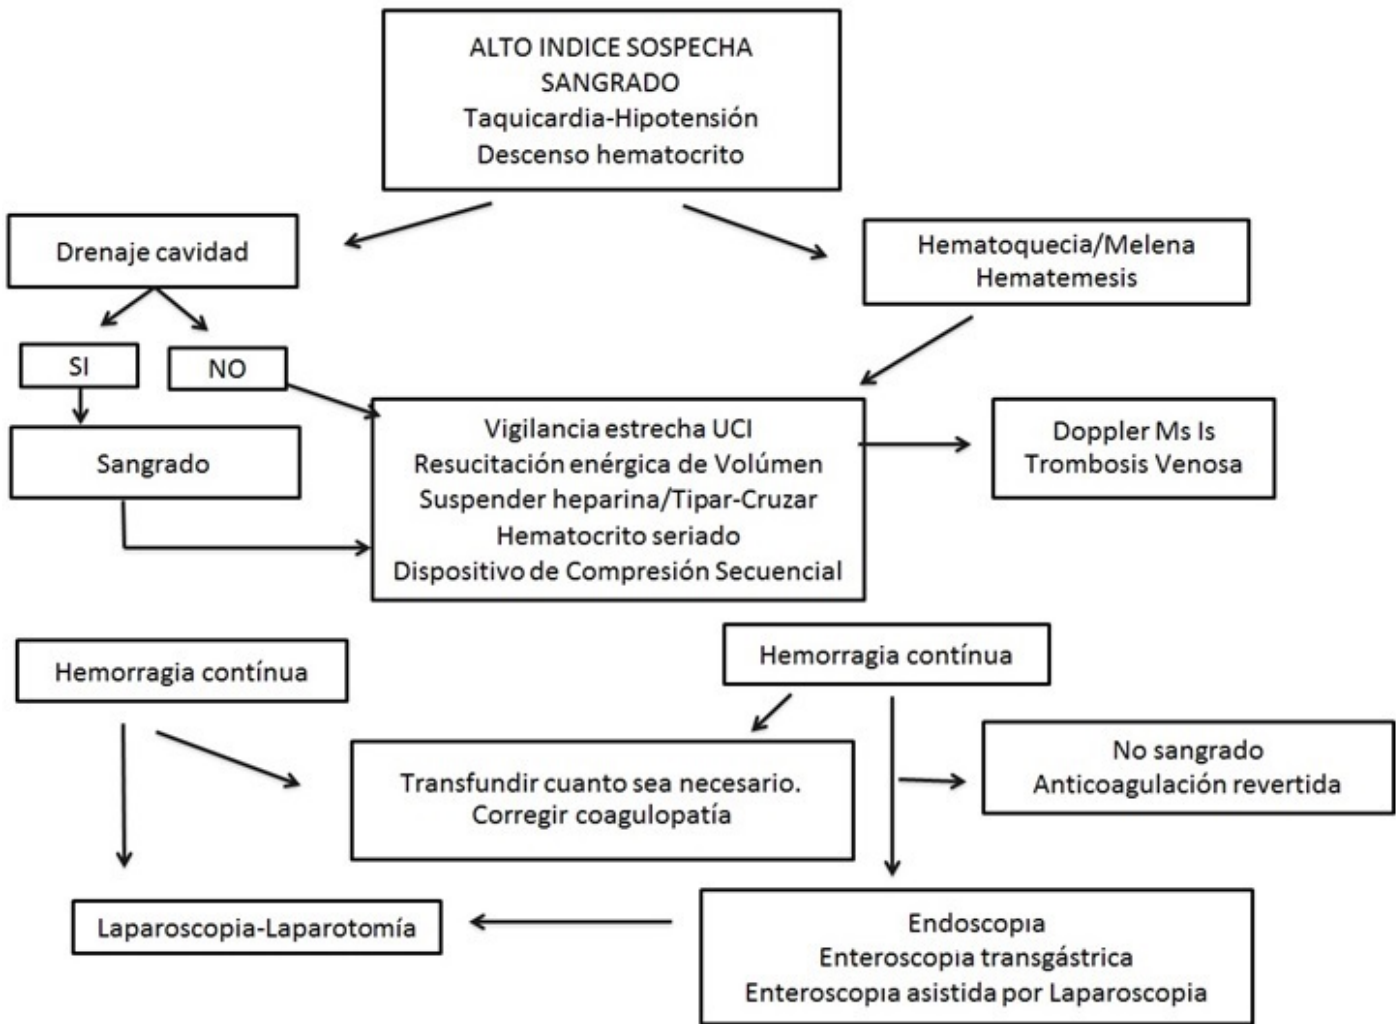 ALTO INDICE SOSPECHA
SANGRADO
Taquicardia-Hipotensión
Descenso hematocrito
Drenaje cavidad
Hematoquecia/Melena
Hematemesis
SI
NO
Sangrado
Vigilancia estrecha UCI
Resucitación enérgica de Volúmen
Suspender heparina/Tipar-Cruzar
Hematocrito seriado
Dispositivo de Compresión Secuencial
Doppler Ms Is
Trombosis Venosa
Hemorragia contínua
Hemorragia contínua
Transfundir cuanto sea necesario.
Corregir coagulopatía
No sangrado
Anticoagulación revertida
Laparoscopia-Laparotomía
Endoscopia
Enteroscopia transgástrica
Enteroscopia asistida por Laparoscopia